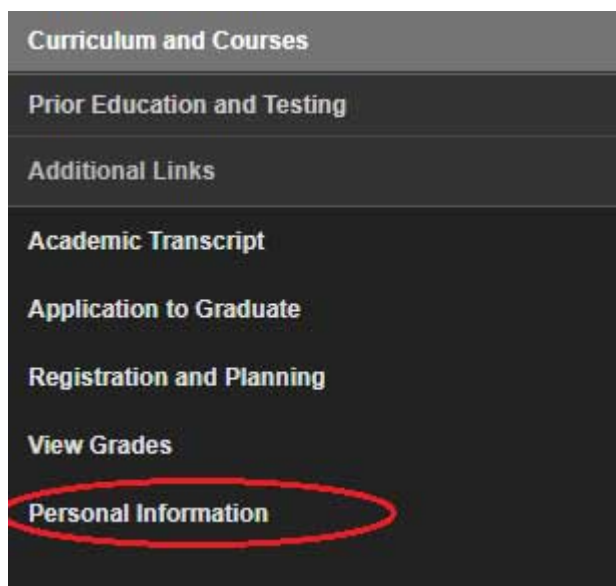 Curriculum and Courses
Prior Education and Testing
Additional Links
Academic Transcript
Application to Graduate
Registration and Planning
View Grades
Personal Information